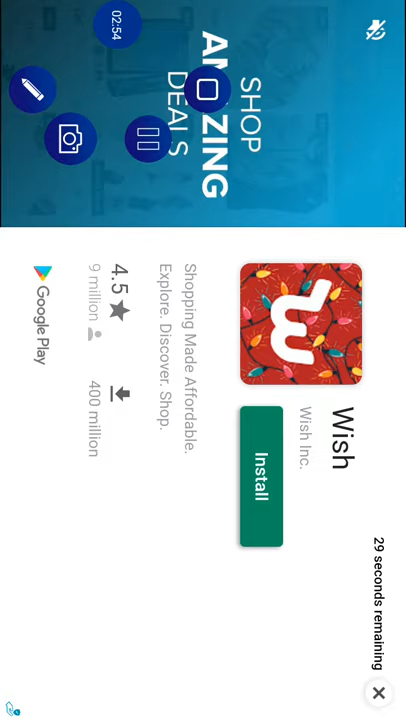 02:54
SHOP
AMAZING
DEALS
29 seconds remaining
Wish
Wish Inc.
Install
Shopping Made Affordable.
Explore. Discover. Shop.
4.5
9 million
400 million
Google Play